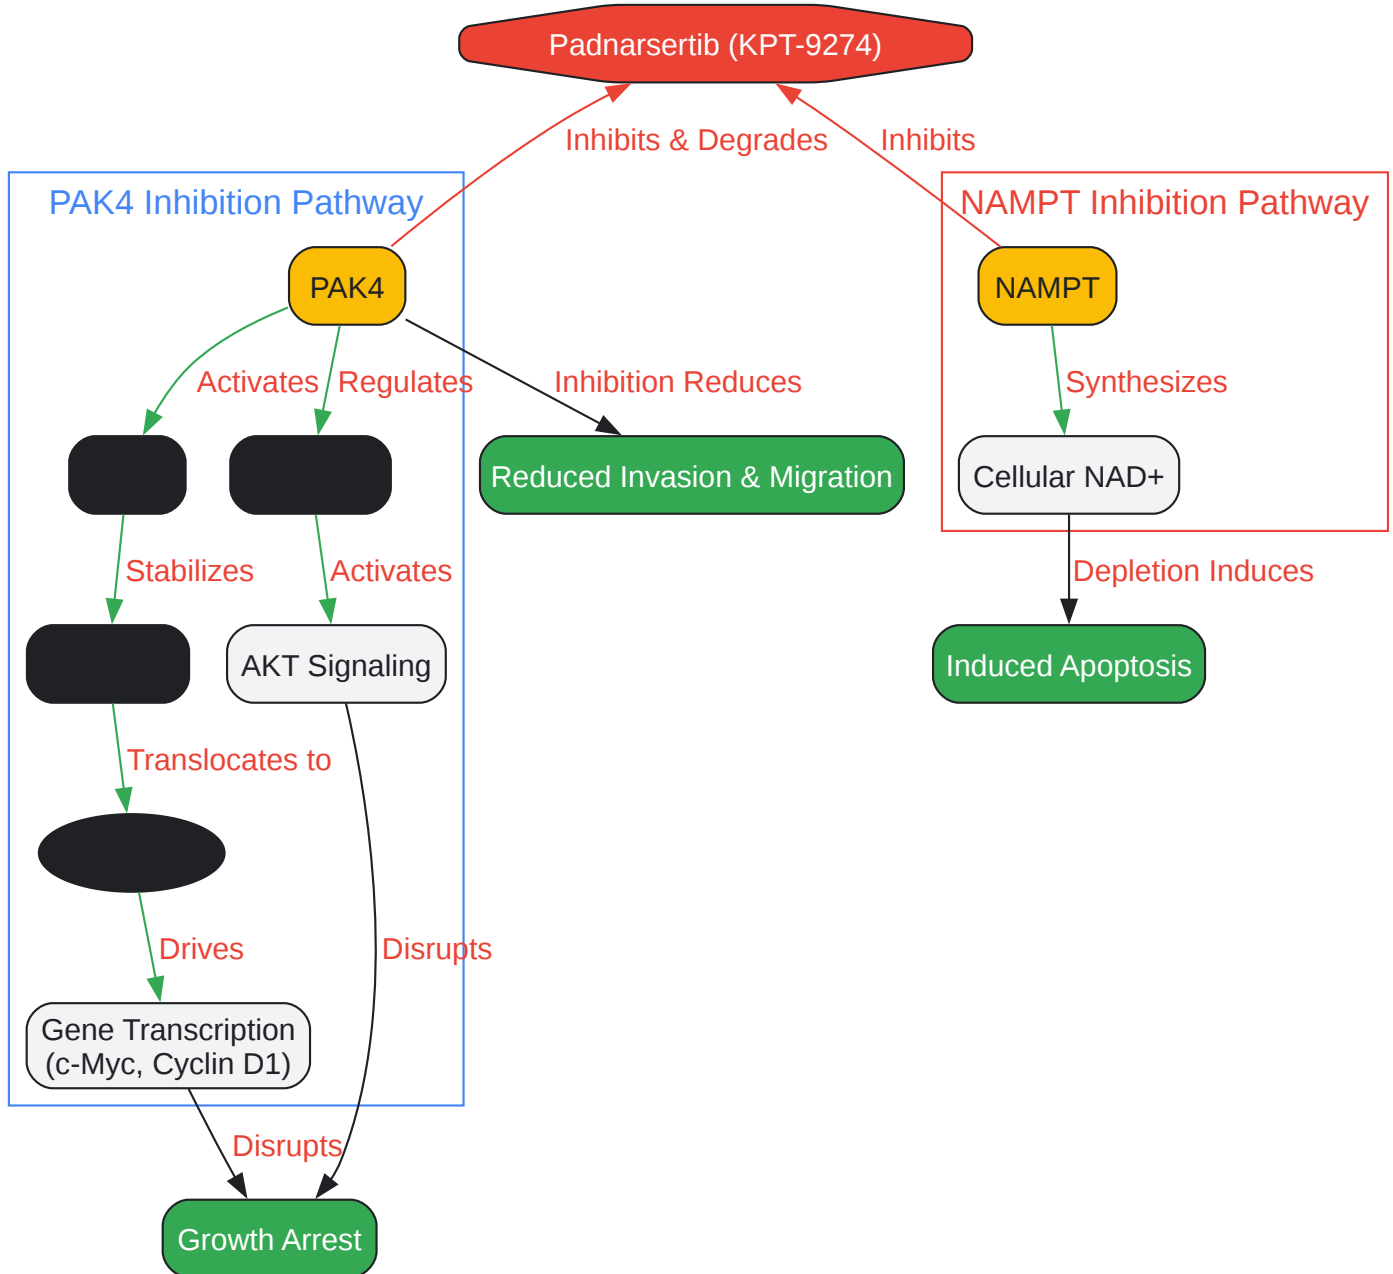 Padnarsertib (KPT-9274)
Inhibits & Degrades
Inhibits
PAK4 Inhibition Pathway
NAMPT Inhibition Pathway
PAK4
NAMPT
Activates
Regulates
Inhibition Reduces
Synthesizes
Reduced Invasion & Migration
Cellular NAD+
Stabilizes
Activates
Depletion Induces
AKT Signaling
Induced Apoptosis
Translocates to
Drives
Disrupts
Gene Transcription
(c-Myc, Cyclin D1)
Disrupts
Growth Arrest